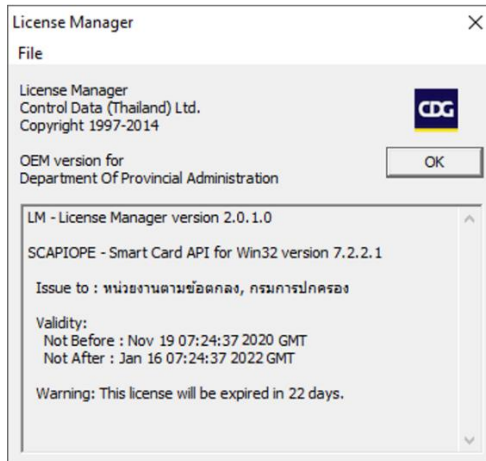 License Manager
File
License Manager
Control Data (Thailand) Ltd.
Copyright 1997-2014
CDG
OEM version for
Department Of Provincial Administration
OK
LM - License Manager version 2.0.1.0
SCAPIOPE - Smart Card API for Win32 version 7.2.2.1
Issue to : หน่วยงานตามข้อตกลง, กรมการปกครอง
Validity:
Not Before : Nov 19 07:24:37 2020 GMT
Not After : Jan 16 07:24:37 2022 GMT
Warning: This license will be expired in 22 days.